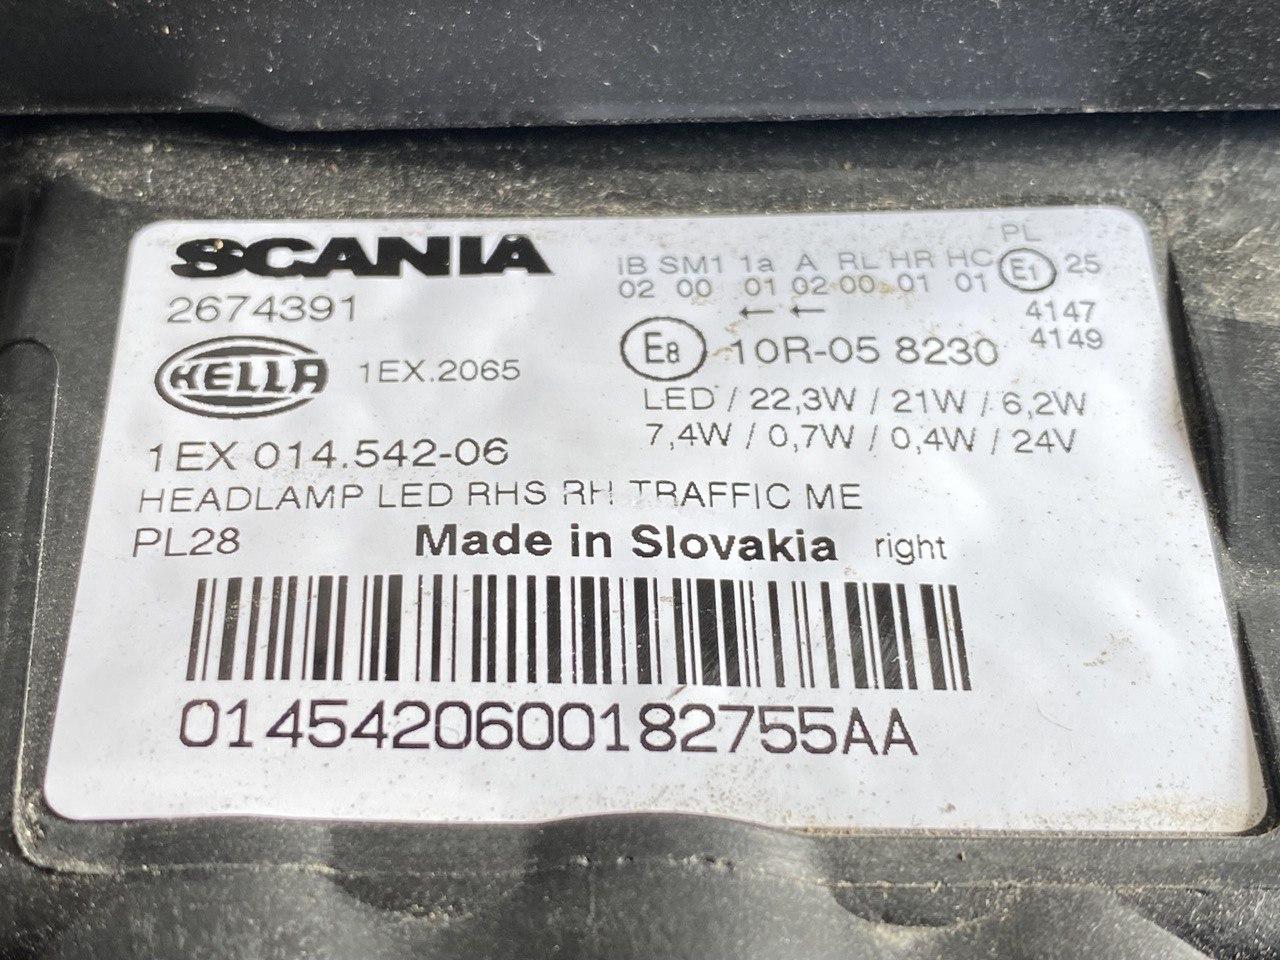 SCANIA
2674391
HELLA 1EX.2065
1EX 014.542-06
HEADLAMP LED RHS RH TRAFFIC ME
PL28 Made in Slovakia right
PL
iB SM1 1a A RL HR HC E1 25
02 00 01 02 00 01 01
← ← 4147
4149
E8 10R-05 8230
LED / 22,3W / 21W / 6,2W
7,4W / 0,7W / 0,4W / 24V
0145420600182755AA